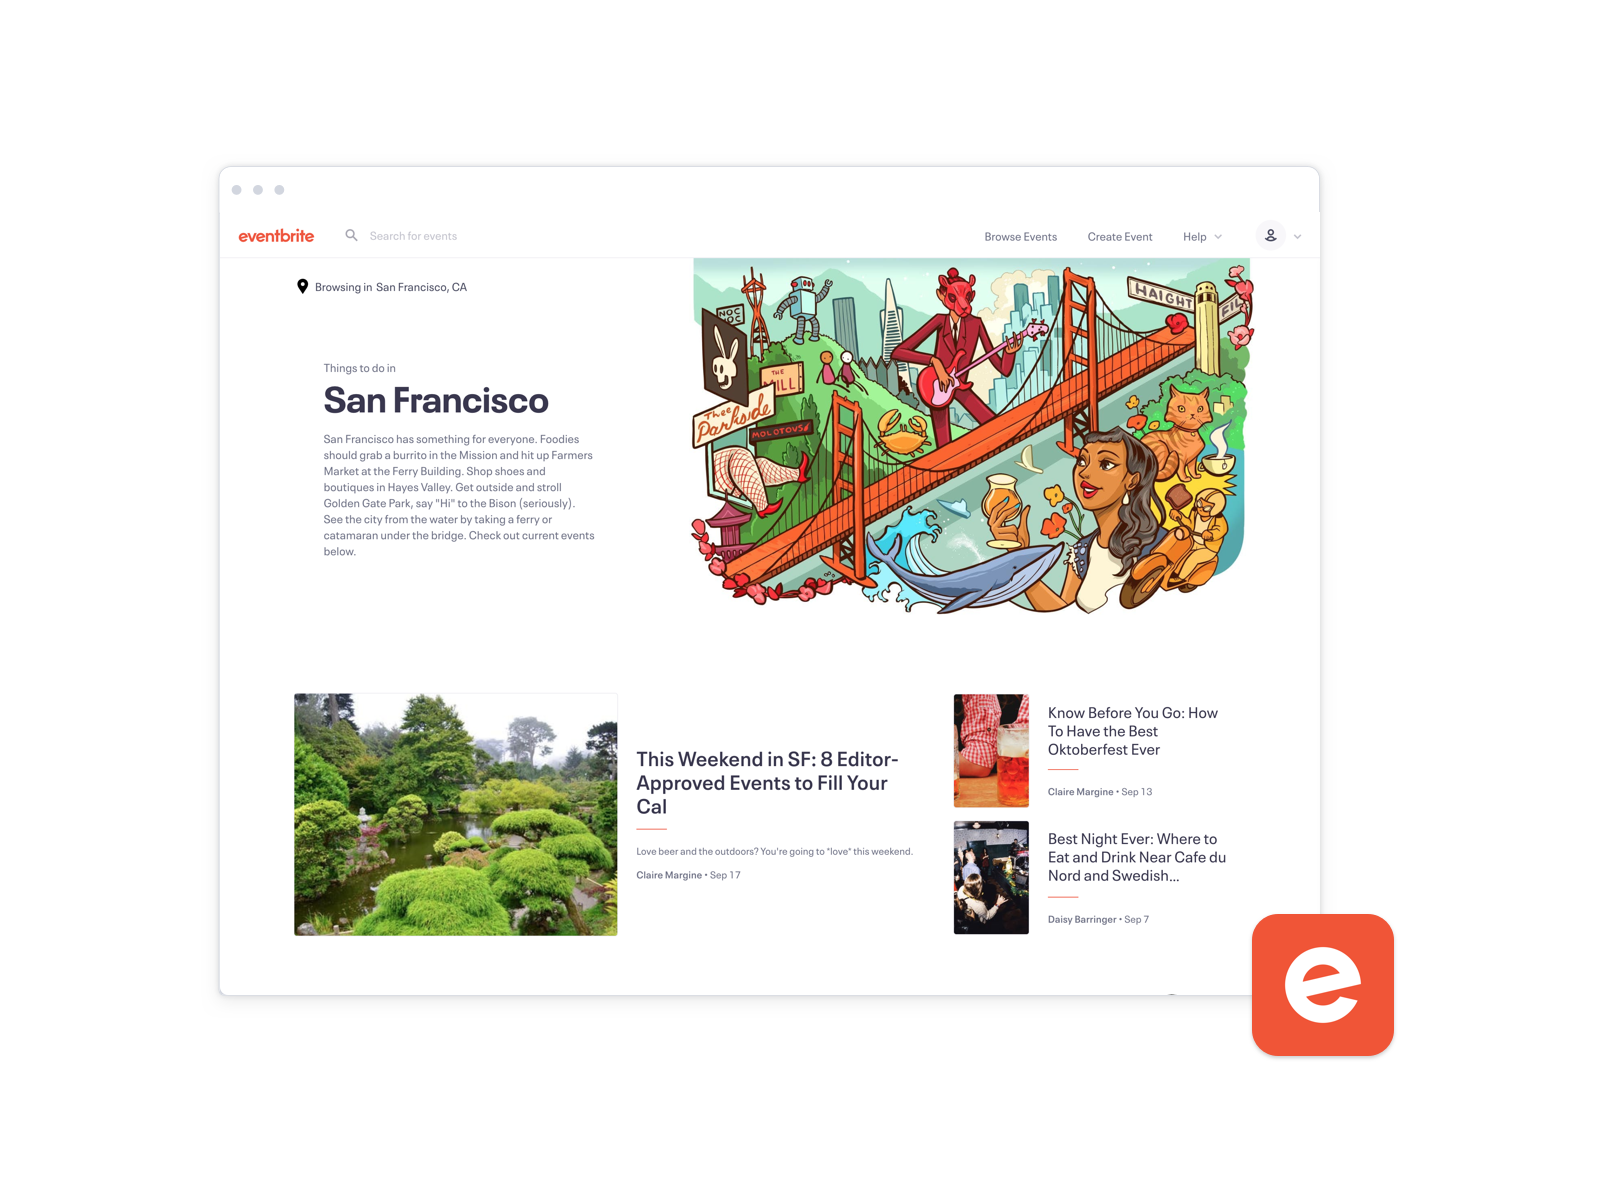 eventbrite
Search for events
Browse Events
Create Event
Help
Browsing in San Francisco, CA
Things to do in
San Francisco
San Francisco has something for everyone. Foodies
should grab a burrito in the Mission and hit up Farmers
Market at the Ferry Building. Shop shoes and
boutiques in Hayes Valley. Get outside and stroll
Golden Gate Park, say "Hi" to the Bison (seriously).
See the city from the water by taking a ferry or
catamaran under the bridge. Check out current events
below.
NOC
NOC
HAIGHT
FIL
THE
MILL
Thee
Parkside
MOLOTOVS
This Weekend in SF: 8 Editor-
Approved Events to Fill Your
Cal
Love beer and the outdoors? You're going to *love* this weekend.
Claire Margine • Sep 17
Know Before You Go: How
To Have the Best
Oktoberfest Ever
Claire Margine • Sep 13
Best Night Ever: Where to
Eat and Drink Near Cafe du
Nord and Swedish...
Daisy Barringer • Sep 7
e